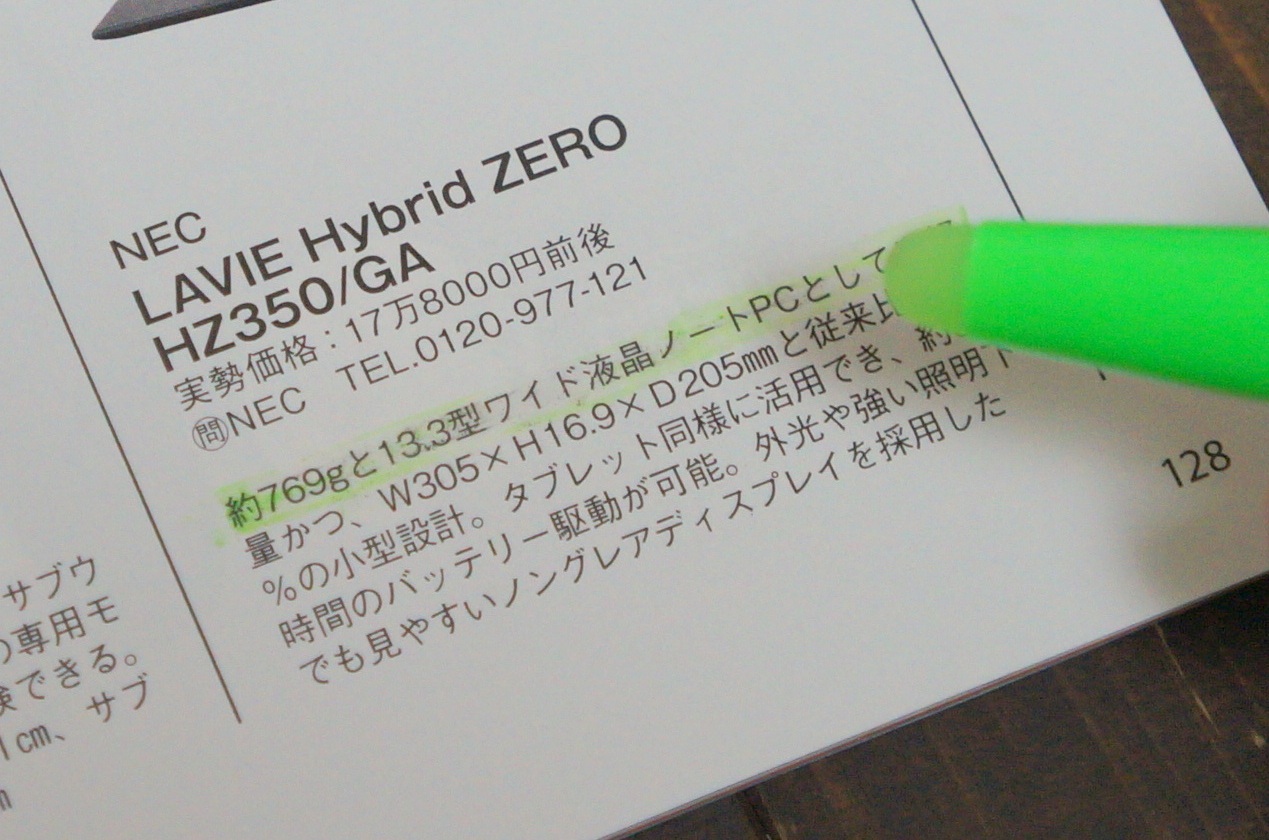 NEC
LAVIE Hybrid ZERO
HZ350/GA
実勢価格:17万8000円前後
㉄NEC TEL.0120-977-121
約769gと13.3型ワイド液晶ノートPCとして
量かつ、W305×H16.9×D205㎜と従来比
%の小型設計。タブレット同様に活用でき、約
時間のバッテリー駆動が可能。外光や強い照明下
でも見やすいノングレアディスプレイを採用した
128
サブウ
の専用モ
験できる。
1cm、サブ